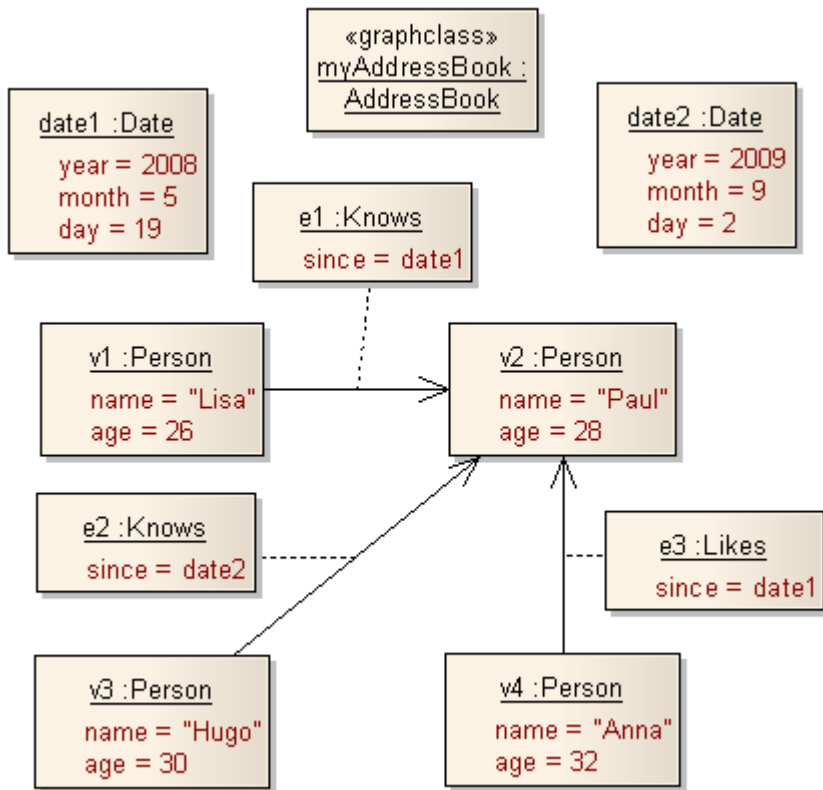 «graphclass»
myAddressBook :
AddressBook
date1 :Date
year = 2008
month = 5
day = 19
date2 :Date
year = 2009
month = 9
day = 2
e1 :Knows
since = date1
v1 :Person
name = "Lisa"
age = 26
v2 :Person
name = "Paul"
age = 28
e2 :Knows
since = date2
e3 :Likes
since = date1
v3 :Person
name = "Hugo"
age = 30
v4 :Person
name = "Anna"
age = 32